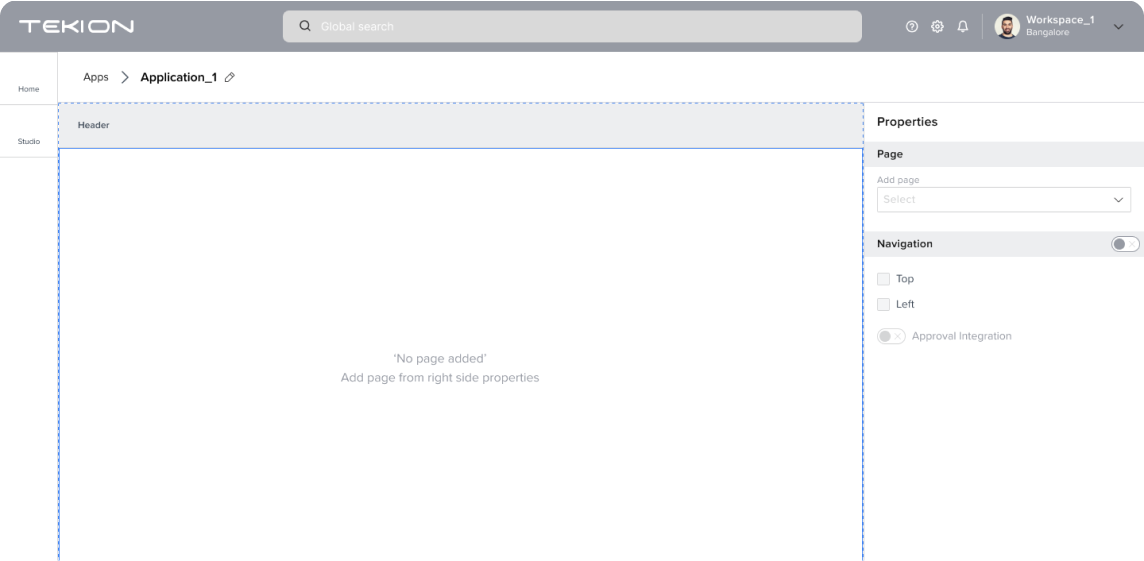 TEKION
Global search
Workspace_1
Bangalore
Home
Studio
Apps
Application_1
Header
‘No page added’
Add page from right side properties
Properties
Page
Add page
Select
Navigation
Top
Left
Approval Integration